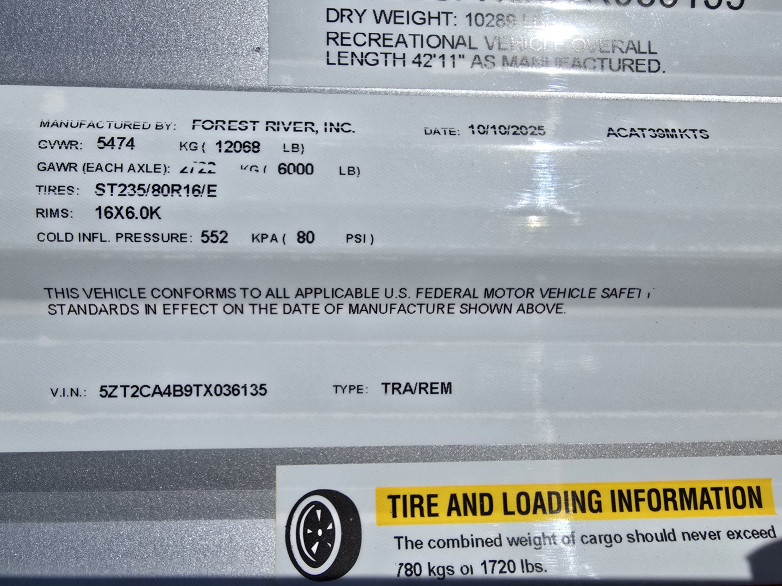 DRY WEIGHT: 10289
RECREATIONAL VEHICLE OVERALL
LENGTH 42'11" AS MANUFACTURED.
MANUFACTURED BY: FOREST RIVER, INC. DATE: 10/10/2025 ACAT39MKTS
GVWR: 5474 KG ( 12068 LB)
GAWR (EACH AXLE): 2722 KG ( 6000 LB)
TIRES: ST235/80R16/E
RIMS: 16X6.0K
COLD INFL. PRESSURE: 552 KPA ( 80 PSI )
THIS VEHICLE CONFORMS TO ALL APPLICABLE U.S. FEDERAL MOTOR VEHICLE SAFETY
STANDARDS IN EFFECT ON THE DATE OF MANUFACTURE SHOWN ABOVE.
V.I.N.: 5ZT2CA4B9TX036135 TYPE: TRA/REM
TIRE AND LOADING INFORMATION
The combined weight of cargo should never exceed
780 kgs or 1720 lbs.